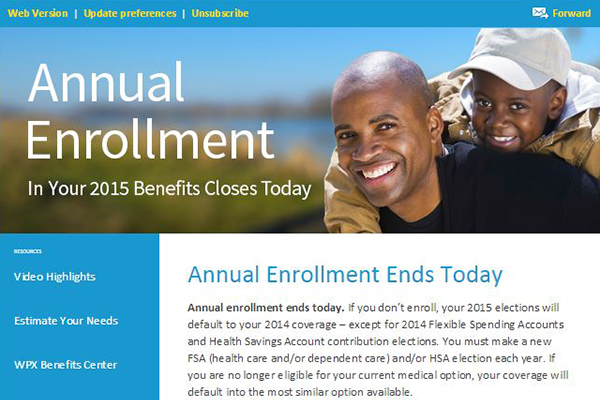 Web Version | Update preferences | Unsubscribe Forward
Annual
Enrollment
In Your 2015 Benefits Closes Today
RESOURCES
Video Highlights
Estimate Your Needs
WPX Benefits Center
Annual Enrollment Ends Today
Annual enrollment ends today. If you don’t enroll, your 2015 elections will
default to your 2014 coverage – except for 2014 Flexible Spending Accounts
and Health Savings Account contribution elections. You must make a new
FSA (health care and/or dependent care) and/or HSA election each year. If
you are no longer eligible for your current medical option, your coverage will
default into the most similar option available.